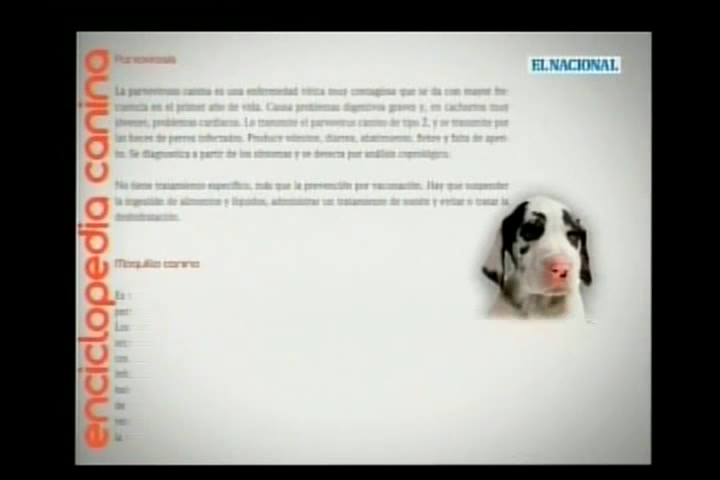 EL NACIONAL
enciclopedia canina
Parvovirosis
La parvovirosis canina es una enfermedad vírica muy contagiosa que se da con mayor fre-
cuencia en el primer año de vida. Causa problemas digestivos graves y, en cachorros muy
jóvenes, problemas cardíacos. Lo transmite el parvovirus canino de tipo 2, y se transmite por
las heces de perros infectados. Produce vómitos, diarrea, abatimiento, fiebre y falta de apeti-
to. Se diagnostica a partir de los síntomas y se detecta por análisis coprológico.
No tiene tratamiento específico, más que la prevención por vacunación. Hay que suspender
la ingestión de alimentos y líquidos, administrar un tratamiento de sostén y evitar o tratar la
deshidratación.
Moquillo canino
Es
de
la